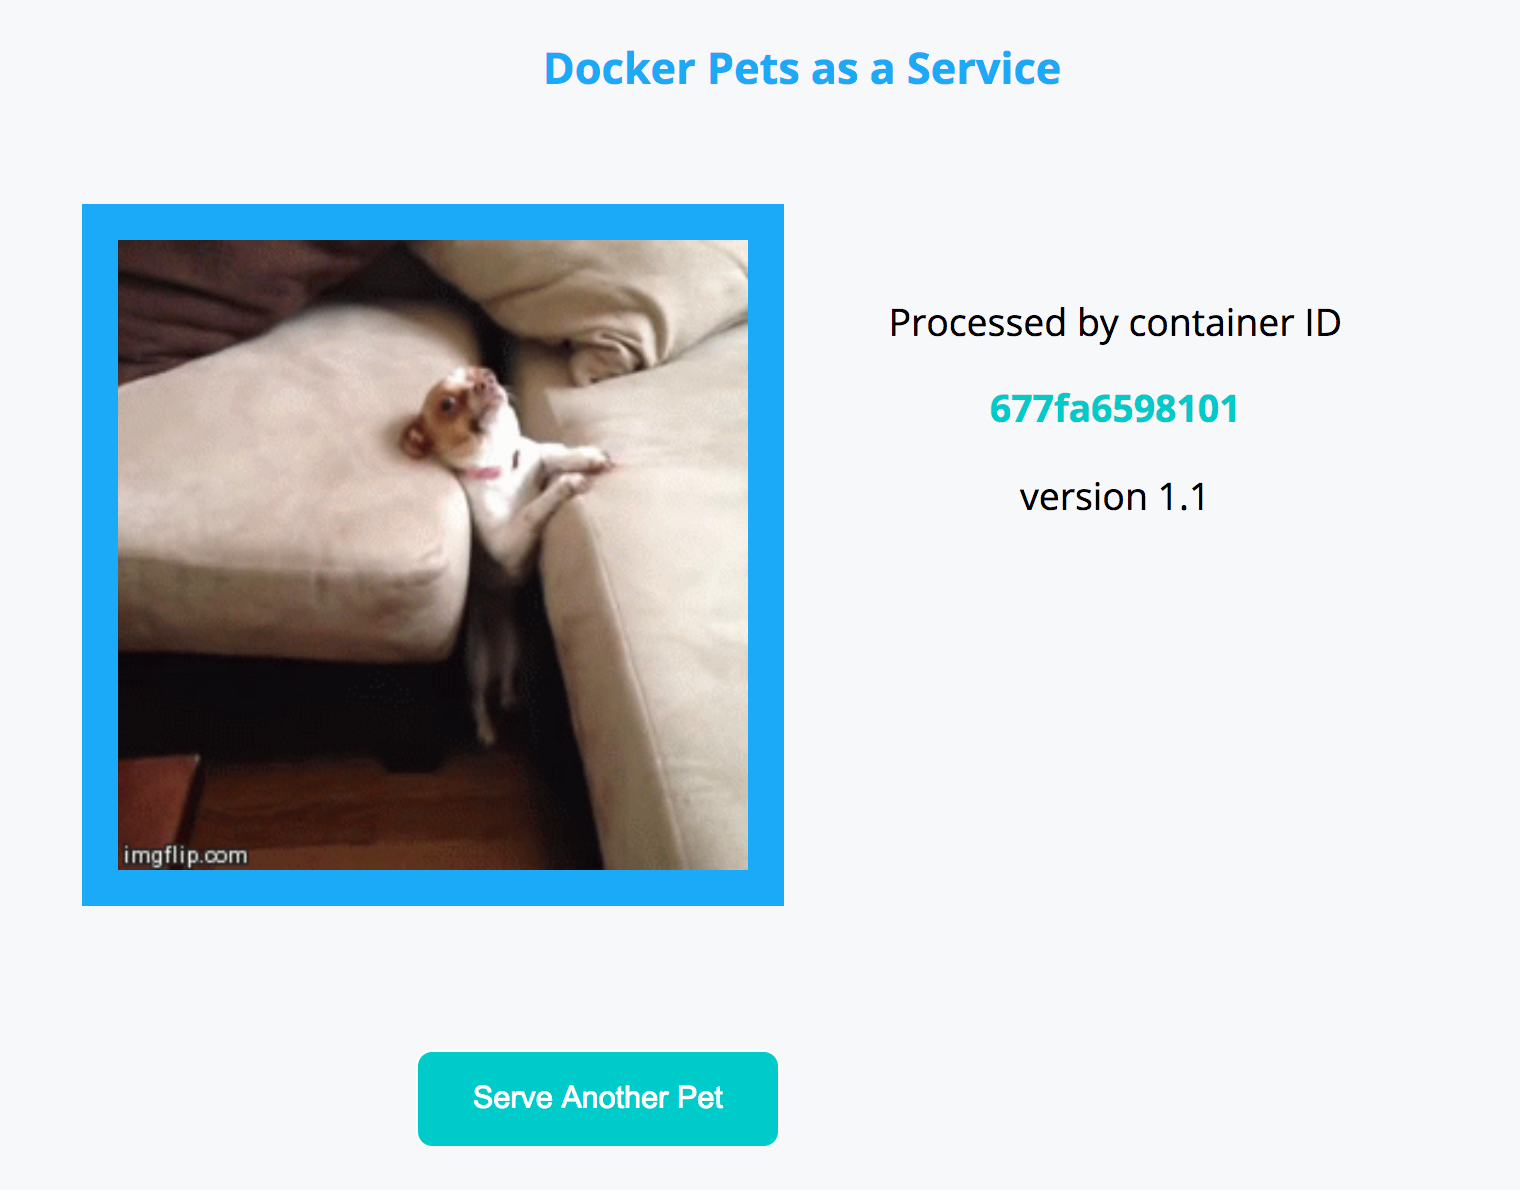 Docker Pets as a Service
Processed by container ID
677fa6598101
version 1.1
imgflip.com
Serve Another Pet